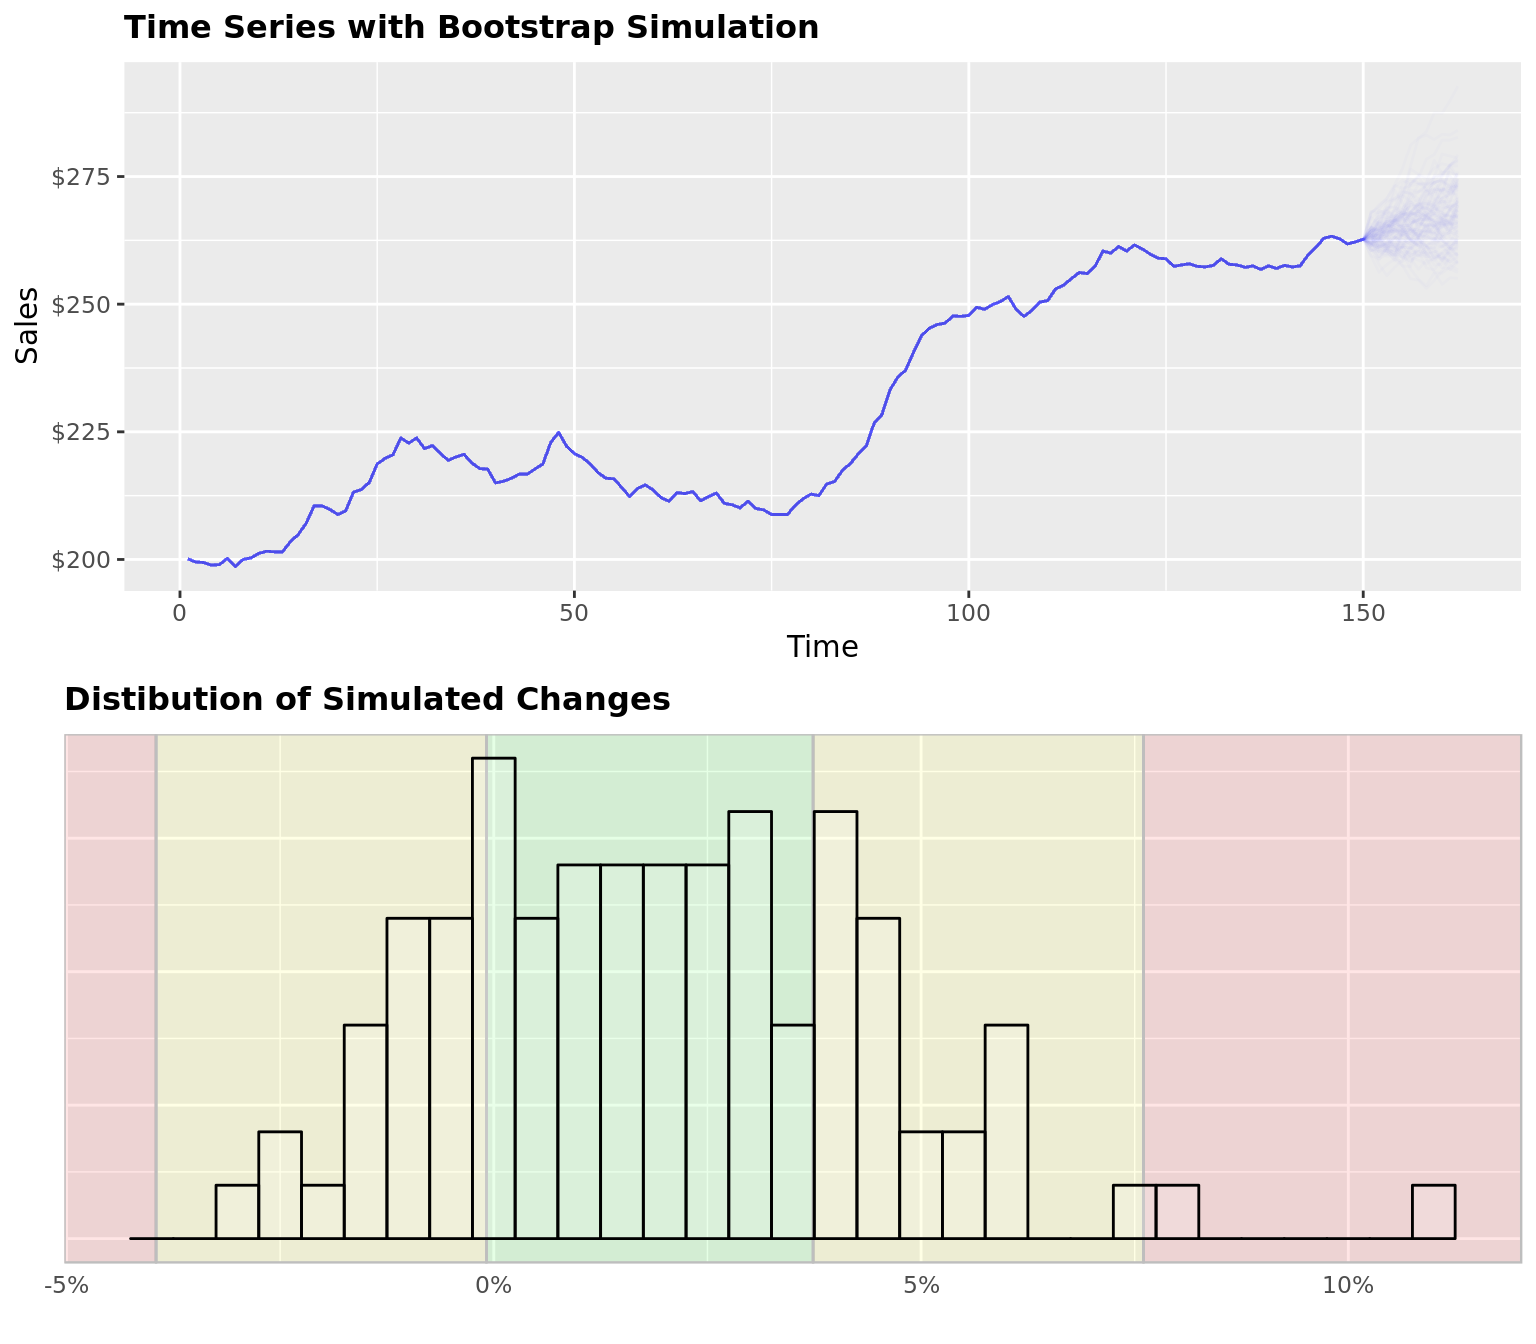 Time Series with Bootstrap Simulation
$275
$250
$225
$200
Sales
0 50 100 150
Time
Distibution of Simulated Changes
-5% 0% 5% 10%